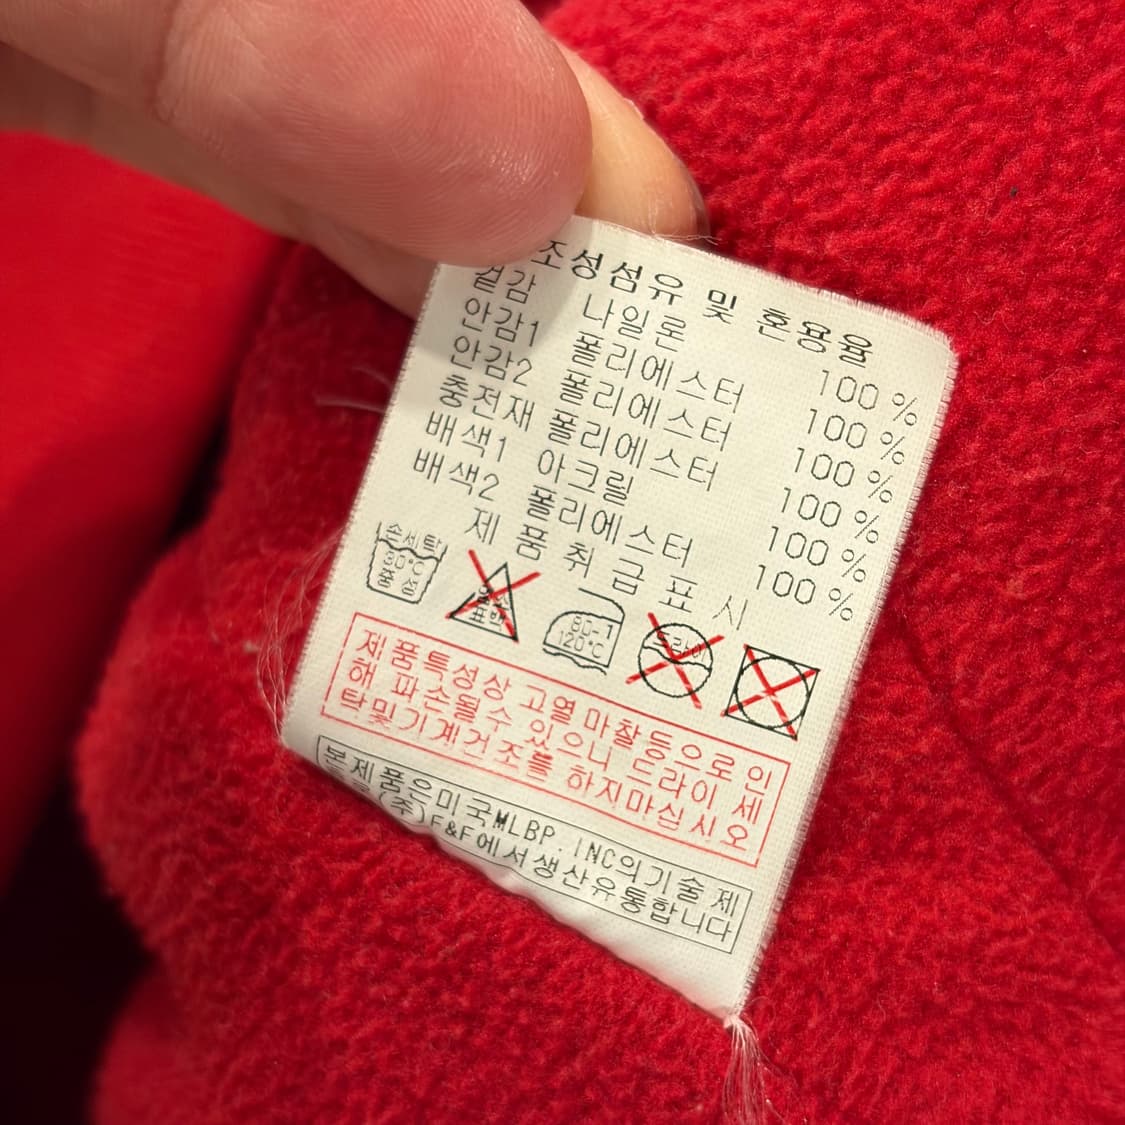 조성섬유 및 혼용율
겉감 나일론 100 %
안감1 폴리에스터 100 %
안감2 폴리에스터 100 %
충전재 폴리에스터 100 %
배색1 아크릴 100 %
배색2 폴리에스터 100 %
제 품 취 급 표 시
손세탁
30°C
중성
염소
표백
80-120°C
드라이
제품특성상 고열 마찰등으로 인
해 파손될수 있으니 드라이 세
탁및기계건조를 하지마십시오
본제품은미국MLBP.INC의기술제
(주)F&F에서생산유통합니다